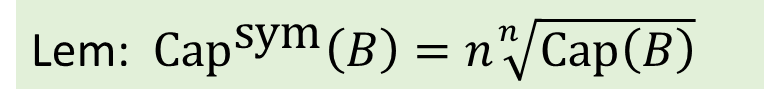 Lem: Cap^sym(B) = n ⁿ√Cap(B)